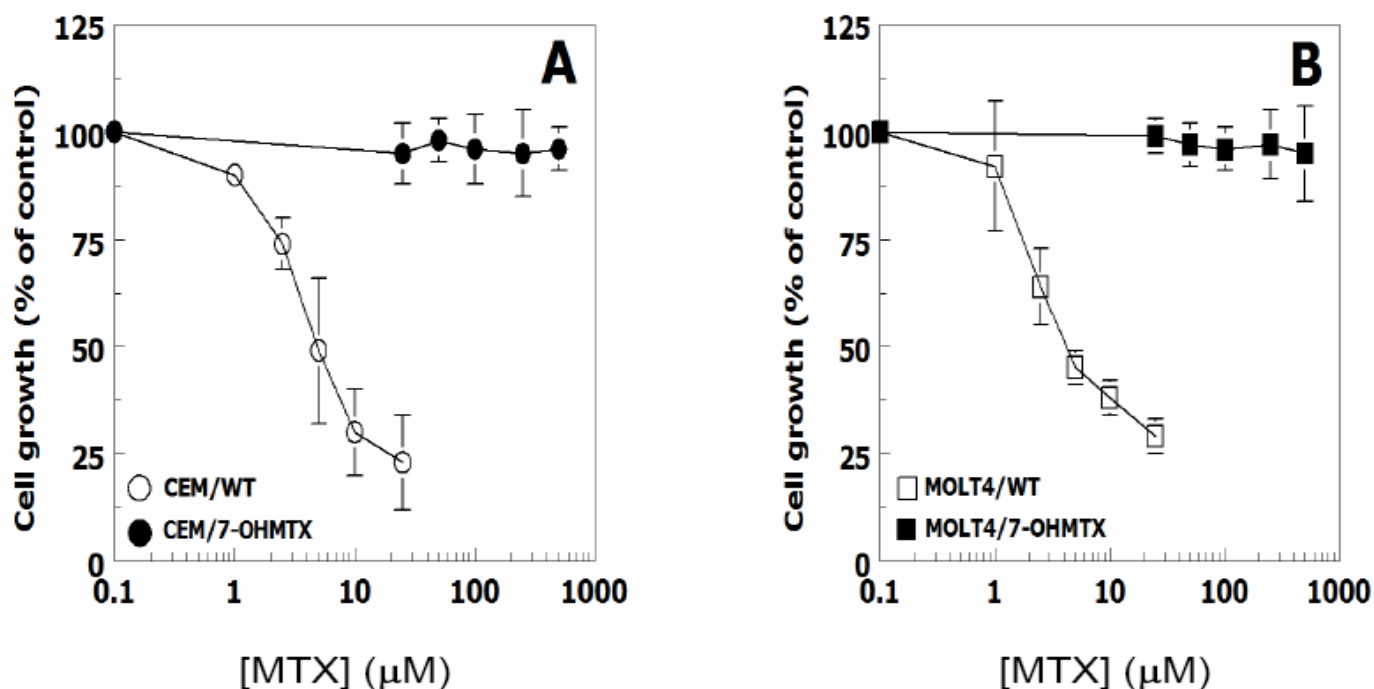 A
Cell growth (% of control)
125
100
75
50
25
0
CEM/WT
CEM/7-OHMTX
0.1 1 10 100 1000
[MTX] (μM)
B
Cell growth (% of control)
125
100
75
50
25
0
MOLT4/WT
MOLT4/7-OHMTX
0.1 1 10 100 1000
[MTX] (μM)